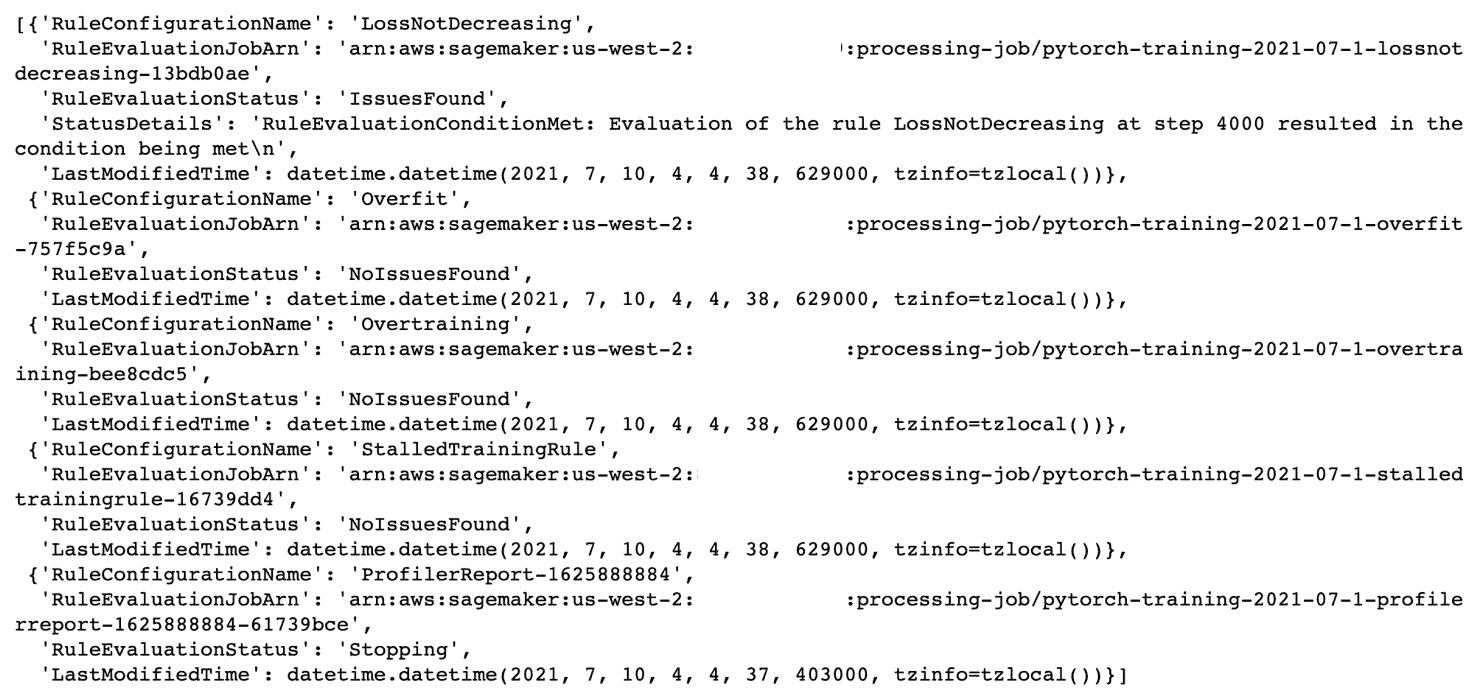 [{'RuleConfigurationName': 'LossNotDecreasing',
'RuleEvaluationJobArn': 'arn:aws:sagemaker:us-west-2: :processing-job/pytorch-training-2021-07-1-lossnot
decreasing-13bdb0ae',
'RuleEvaluationStatus': 'IssuesFound',
'StatusDetails': 'RuleEvaluationConditionMet: Evaluation of the rule LossNotDecreasing at step 4000 resulted in the
condition being met\n',
'LastModifiedTime': datetime.datetime(2021, 7, 10, 4, 4, 38, 629000, tzinfo=tzlocal())},
{'RuleConfigurationName': 'Overfit',
'RuleEvaluationJobArn': 'arn:aws:sagemaker:us-west-2: :processing-job/pytorch-training-2021-07-1-overfit
-757f5c9a',
'RuleEvaluationStatus': 'NoIssuesFound',
'LastModifiedTime': datetime.datetime(2021, 7, 10, 4, 4, 38, 629000, tzinfo=tzlocal())},
{'RuleConfigurationName': 'Overtraining',
'RuleEvaluationJobArn': 'arn:aws:sagemaker:us-west-2: :processing-job/pytorch-training-2021-07-1-overtra
ining-bee8cdc5',
'RuleEvaluationStatus': 'NoIssuesFound',
'LastModifiedTime': datetime.datetime(2021, 7, 10, 4, 4, 38, 629000, tzinfo=tzlocal())},
{'RuleConfigurationName': 'StalledTrainingRule',
'RuleEvaluationJobArn': 'arn:aws:sagemaker:us-west-2: :processing-job/pytorch-training-2021-07-1-stalled
trainingrule-16739dd4',
'RuleEvaluationStatus': 'NoIssuesFound',
'LastModifiedTime': datetime.datetime(2021, 7, 10, 4, 4, 38, 629000, tzinfo=tzlocal())},
{'RuleConfigurationName': 'ProfilerReport-1625888884',
'RuleEvaluationJobArn': 'arn:aws:sagemaker:us-west-2: :processing-job/pytorch-training-2021-07-1-profile
rreport-1625888884-61739bce',
'RuleEvaluationStatus': 'Stopping',
'LastModifiedTime': datetime.datetime(2021, 7, 10, 4, 4, 37, 403000, tzinfo=tzlocal())}]